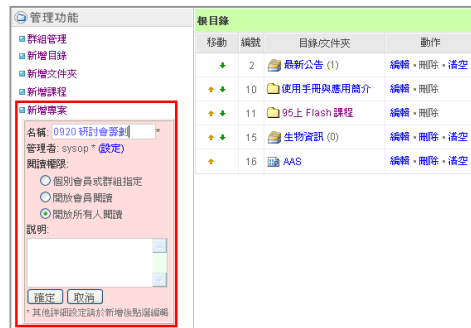 管理功能
群組管理
新增目錄
新增文件夾
新增課程
新增專案
名稱: 0920 研討會籌劃 *
管理者: sysop * (設定)
閱讀權限:
個別會員或群組指定
開放會員閱讀
開放所有人閱讀
說明:
確定 取消
* 其他詳細設定請於新增後點選編輯
根目錄
移動 編號 目錄/文件夾 動作
2 最新公告 (1) 編輯·刪除·清空
10 使用手冊與應用簡介 編輯·刪除
11 95上 Flash 課程 編輯·刪除
15 生物資訊 (0) 編輯·刪除·清空
16 AAS 編輯·刪除·清空